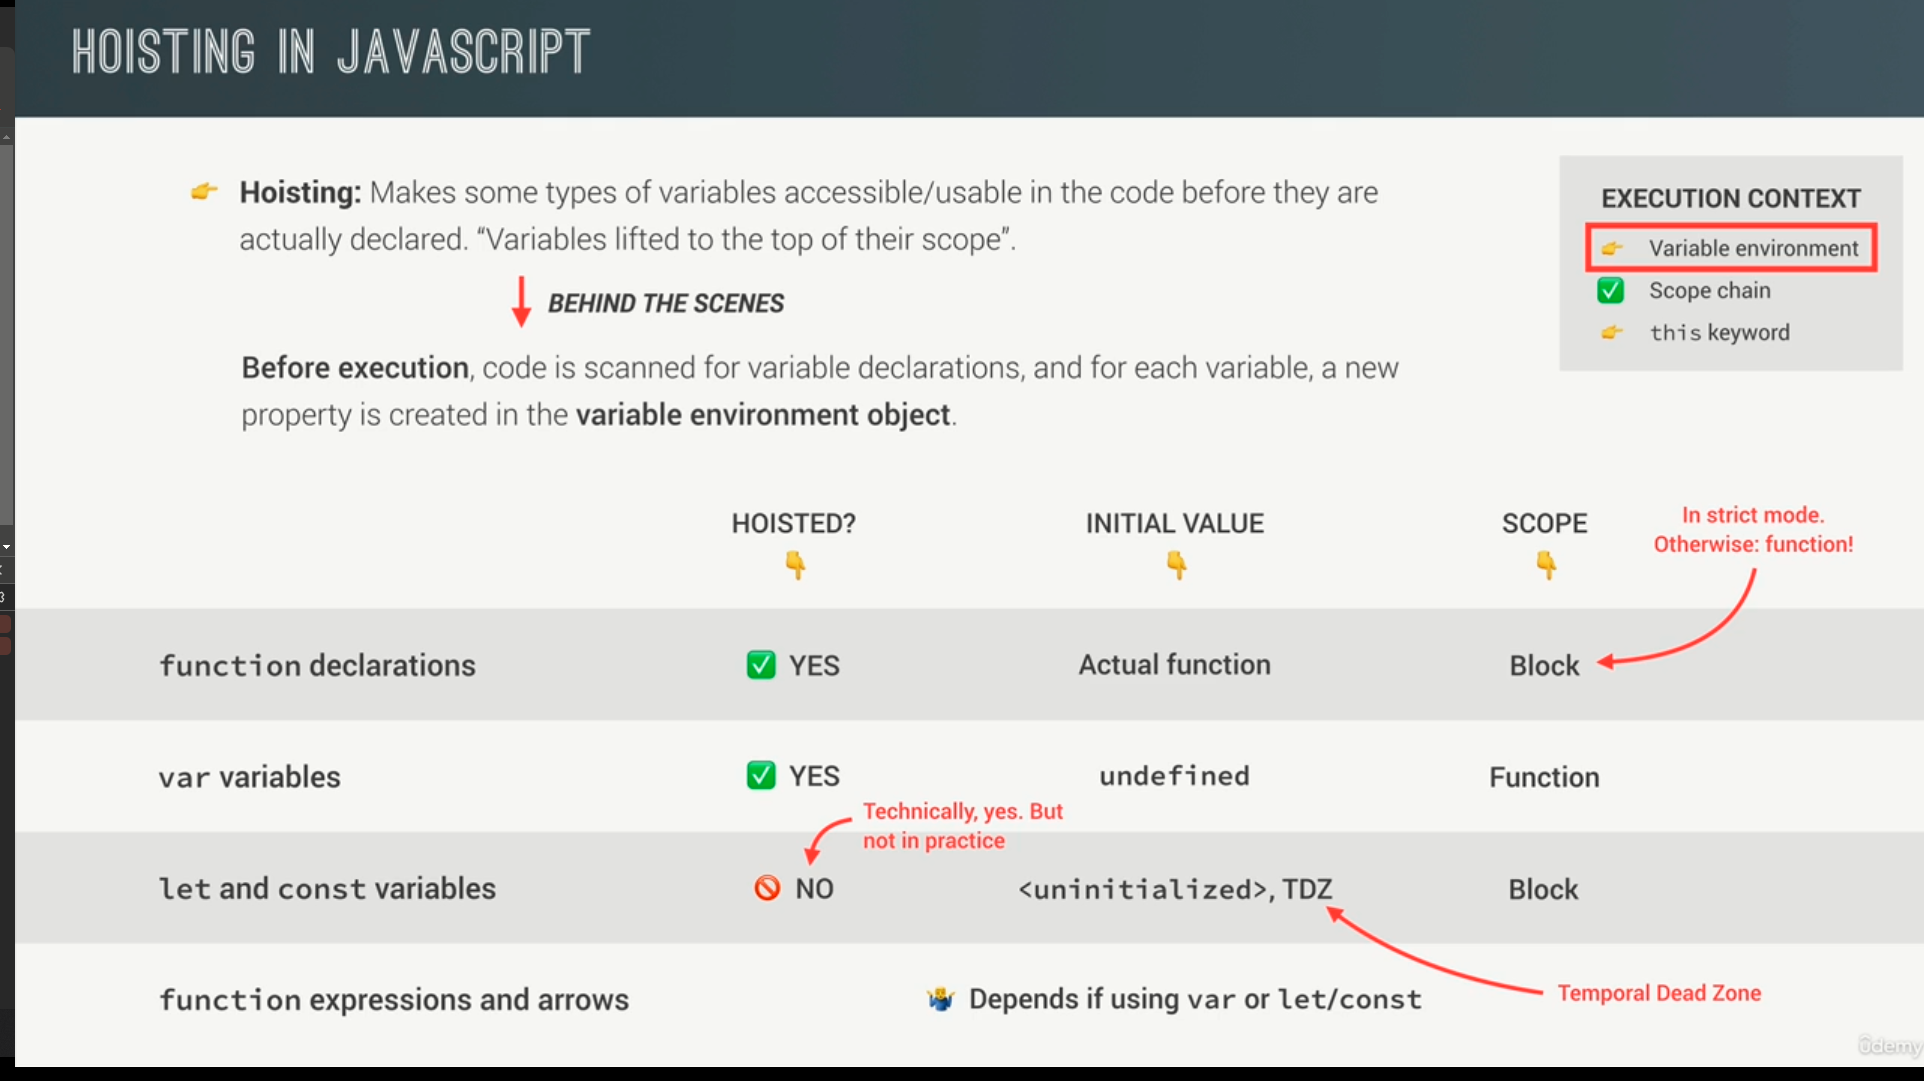 HOISTING IN JAVASCRIPT
Hoisting: Makes some types of variables accessible/usable in the code before they are
actually declared. “Variables lifted to the top of their scope”.
BEHIND THE SCENES
Before execution, code is scanned for variable declarations, and for each variable, a new
property is created in the variable environment object.
EXECUTION CONTEXT
Variable environment
Scope chain
this keyword
HOISTED?
INITIAL VALUE
SCOPE
In strict mode.
Otherwise: function!
function declarations
YES
Actual function
Block
var variables
YES
undefined
Function
Technically, yes. But
not in practice
let and const variables
NO
<uninitialized>, TDZ
Block
function expressions and arrows
Depends if using var or let/const
Temporal Dead Zone
ûdemy